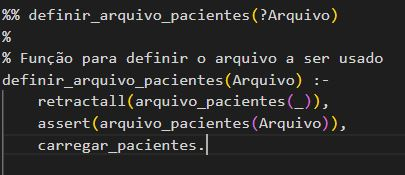 %% definir_arquivo_pacientes(?Arquivo)
%
% Função para definir o arquivo a ser usado
definir_arquivo_pacientes(Arquivo) :-
    retractall(arquivo_pacientes(_)),
    assert(arquivo_pacientes(Arquivo)),
    carregar_pacientes.